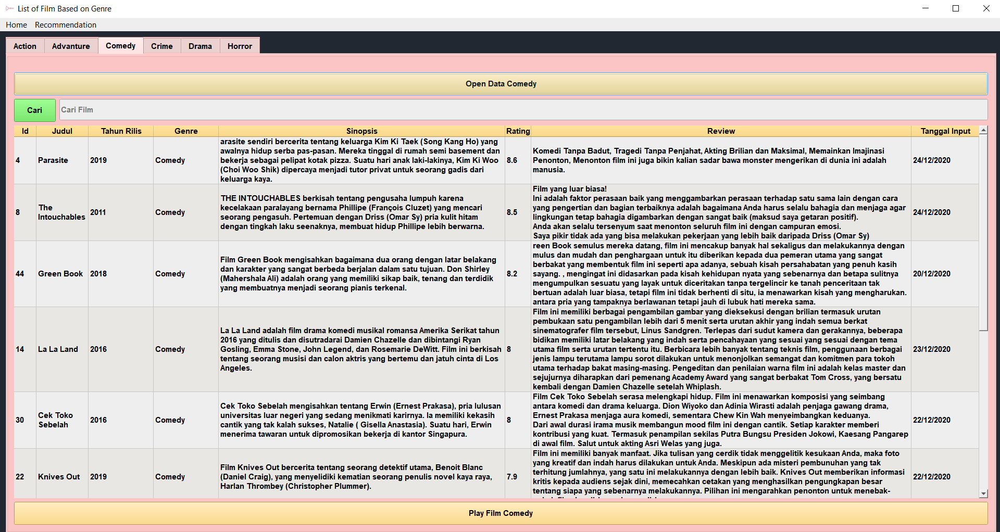 List of Film Based on Genre
Home Recommendation
Action Advanture Comedy Crime Drama Horror
Open Data Comedy
Cari Cari Film
Id Judul Tahun Rilis Genre Sinopsis Rating Review Tanggal Input
4
Parasite
2019
Comedy
arasite sendiri bercerita tentang keluarga Kim Ki Taek (Song Kang Ho) yang
awalnya hidup serba pas-pasan. Mereka tinggal di rumah semi basement dan
bekerja sebagai pelipat kotak pizza. Suatu hari anak laki-lakinya, Kim Ki Woo
(Choi Woo Shik) dipercaya menjadi tutor privat untuk seorang gadis dari
keluarga kaya.
8.6
Komedi Tanpa Badut, Tragedi Tanpa Penjahat, Akting Brilian dan Maksimal, Memainkan Imajinasi
Penonton, Menonton film ini juga bikin kalian sadar bawa monster mengerikan di dunia ini adalah
manusia.
24/12/2020
8
The
Intouchables
2011
Comedy
THE INTOUCHABLES berkisah tentang pengusaha lumpuh karena
kecelakaan paralayang bernama Phillipe (François Cluzet) yang mencari
seorang pengasuh. Pertemuan dengan Driss (Omar Sy) pria kulit hitam
dengan tingkah laku seenaknya, membuat hidup Phillipe lebih berwarna.
8.5
Film yang luar biasa!
Ini adalah faktor perasaan baik yang menggambarkan perasaan terhadap satu sama lain dengan cara
yang pengertian dan bagian terbaiknya adalah bagaimana Anda harus selalu bahagia dan menjaga agar
lingkungan tetap bahagia digambarkan dengan sangat baik (maksud saya getaran positif).
Anda akan selalu tersenyum saat menonton seluruh film ini dengan campuran emosi.
Saya pikir tidak ada yang bisa melakukan pekerjaan yang lebih baik daripada Driss (Omar Sy)
24/12/2020
44
Green Book
2018
Comedy
Film Green Book mengisahkan bagaimana dua orang dengan latar belakang
dan karakter yang sangat berbeda berjalan dalam satu tujuan. Don Shirley
(Mahershala Ali) adalah orang yang memiliki sikap baik, tenang dan terdidik
yang membuatnya menjadi seorang pianis terkenal.
8.2
reen Book semulus mereka datang, film ini mencakup banyak hal sekaligus dan melakukannya dengan
mulus dan mudah dan penghargaan untuk itu diberikan kepada dua pemeran utama yang sangat
berbakat yang membentuk film ini seperti apa adanya, sebuah kisah persahabatan yang penuh kasih
sayang. , mengingat ini didasarkan pada kisah kehidupan nyata yang sebenarnya dan betapa sulitnya
mengumpulkan sesuatu yang layak untuk diceritakan tanpa tergelincir ke tanah penceritaan tak
bertuan adalah luar biasa, tetapi film ini tidak berhenti di situ, ia menawarkan kisah yang mengharukan.
antara pria yang tampaknya berlawanan tetapi jauh di lubuk hati mereka sama.
20/12/2020
14
La La Land
2016
Comedy
La La Land adalah film drama komedi musikal romansa Amerika Serikat tahun
2016 yang ditulis dan disutradarai Damien Chazelle dan dibintangi Ryan
Gosling, Emma Stone, John Legend, dan Rosemarie DeWitt. Film ini berkisah
tentang seorang musisi dan calon aktris yang bertemu dan jatuh cinta di Los
Angeles.
8
Film ini memiliki berbagai pengambilan gambar yang dieksekusi dengan brilian termasuk urutan
pembukaan satu pengambilan lebih dari 5 menit serta urutan akhir yang indah semua berkat
sinematografer film tersebut, Linus Sandgren. Terlepas dari sudut kamera dan gerakannya, beberapa
bidikan memiliki latar belakang yang indah serta pencahayaan yang sesuai yang sesuai dengan tema
utama film serta urutan tertentu itu. Berbicara lebih banyak tentang teknis film, penggunaan berbagai
jenis lampu terutama lampu sorot dilakukan untuk menonjolkan semangat dan komitmen para tokoh
utama terhadap bakat masing-masing. Pengeditan dan penilaian warna film ini adalah kelas master dan
sejujurnya diharapkan dari pemenang Academy Award yang sangat berbakat Tom Cross, yang bersatu
kembali dengan Damien Chazelle setelah Whiplash.
23/12/2020
30
Cek Toko
Sebelah
2016
Comedy
Cek Toko Sebelah mengisahkan tentang Erwin (Ernest Prakasa), pria lulusan
universitas luar negeri yang sedang menikmati karirnya. Ia memiliki kekasih
cantik yang tak kalah sukses, Natalie ( Gisella Anastasia). Suatu hari, Erwin
menerima tawaran untuk dipromosikan bekerja di kantor Singapura.
8
Film Cek Toko Sebelah serasa melengkapi hidup. Film ini menawarkan komposisi yang seimbang
antara komedi dan drama keluarga. Dion Wiyoko dan Adinia Wirasti adalah penjaga gawang drama,
Ernest Prakasa menjaga aura komedi, sementara Chew Kin Wah menyeimbangkan keduanya.
Dari awal durasi irama musik membangun mood film ini dengan cantik. Setiap karakter memberi
kontribusi yang kuat. Termasuk penampilan sekilas Putra Bungsu Presiden Jokowi, Kaesang Pangarep
di awal film. Salut untuk akting Asri Welas yang juga.
22/12/2020
22
Knives Out
2019
Comedy
Film Knives Out bercerita tentang seorang detektif utama, Benoit Blanc
(Daniel Craig), yang menyelidiki kematian seorang penulis novel kaya raya,
Harlan Thrombey (Christopher Plummer).
7.9
Film ini memiliki banyak manfaat. Jika tulisan yang cerdik tidak menggelitik kesukaan Anda, maka foto
yang kreatif dan indah harus dilakukan untuk Anda. Meskipun ada misteri pembunuhan yang tak
terhitung jumlahnya, yang satu ini melakukannya dengan lebih baik. Knives Out memberikan informasi
kritis kepada audiens sejak dini, memecahkan cetakan yang menghasilkan pengungkapan besar
tentang siapa yang sebenarnya melakukannya. Pilihan ini mengarahkan penonton untuk menebak-
22/12/2020
Play Film Comedy